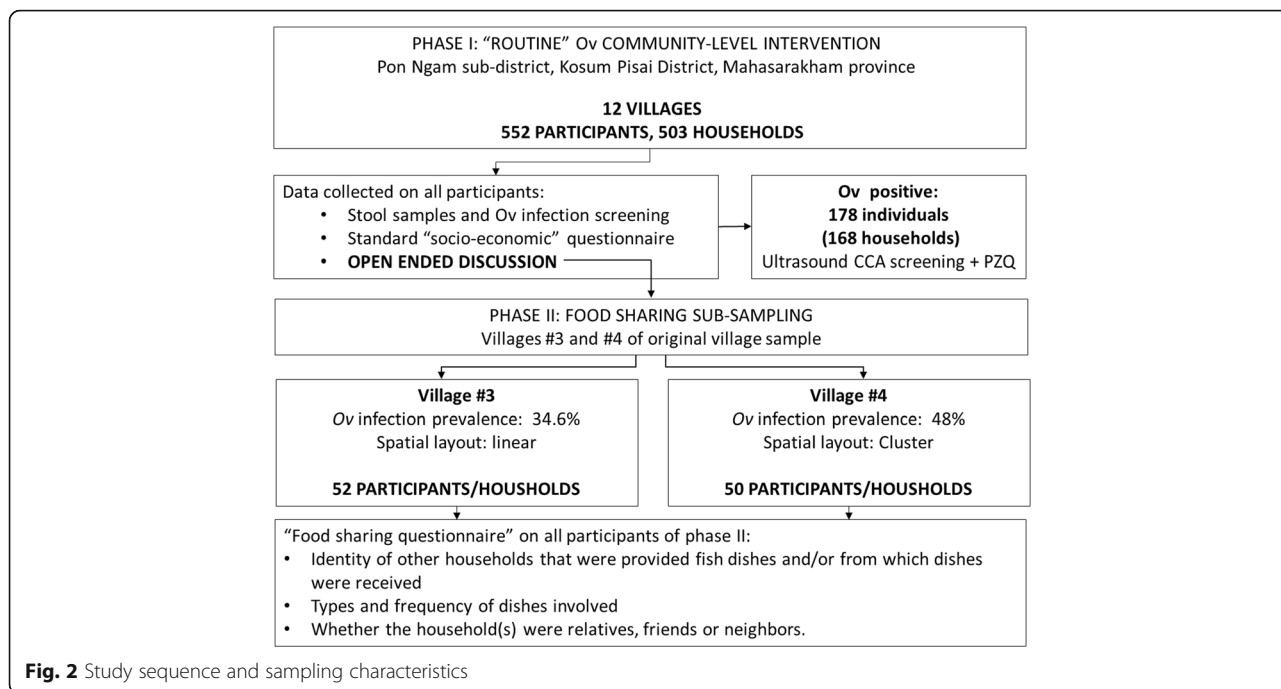 PHASE I: “ROUTINE” Ov COMMUNITY-LEVEL INTERVENTION
Pon Ngam sub-district, Kosum Pisai District, Mahasarakham province
12 VILLAGES
552 PARTICIPANTS, 503 HOUSEHOLDS
Data collected on all participants:
• Stool samples and Ov infection screening
• Standard “socio-economic” questionnaire
• OPEN ENDED DISCUSSION
Ov positive:
178 individuals
(168 households)
Ultrasound CCA screening + PZQ
PHASE II: FOOD SHARING SUB-SAMPLING
Villages #3 and #4 of original village sample
Village #3
Ov infection prevalence: 34.6%
Spatial layout: linear
52 PARTICIPANTS/HOUSHOLDS
Village #4
Ov infection prevalence: 48%
Spatial layout: Cluster
50 PARTICIPANTS/HOUSHOLDS
“Food sharing questionnaire” on all participants of phase II:
• Identity of other households that were provided fish dishes and/or from which dishes
were received
• Types and frequency of dishes involved
• Whether the household(s) were relatives, friends or neighbors.
Fig. 2 Study sequence and sampling characteristics